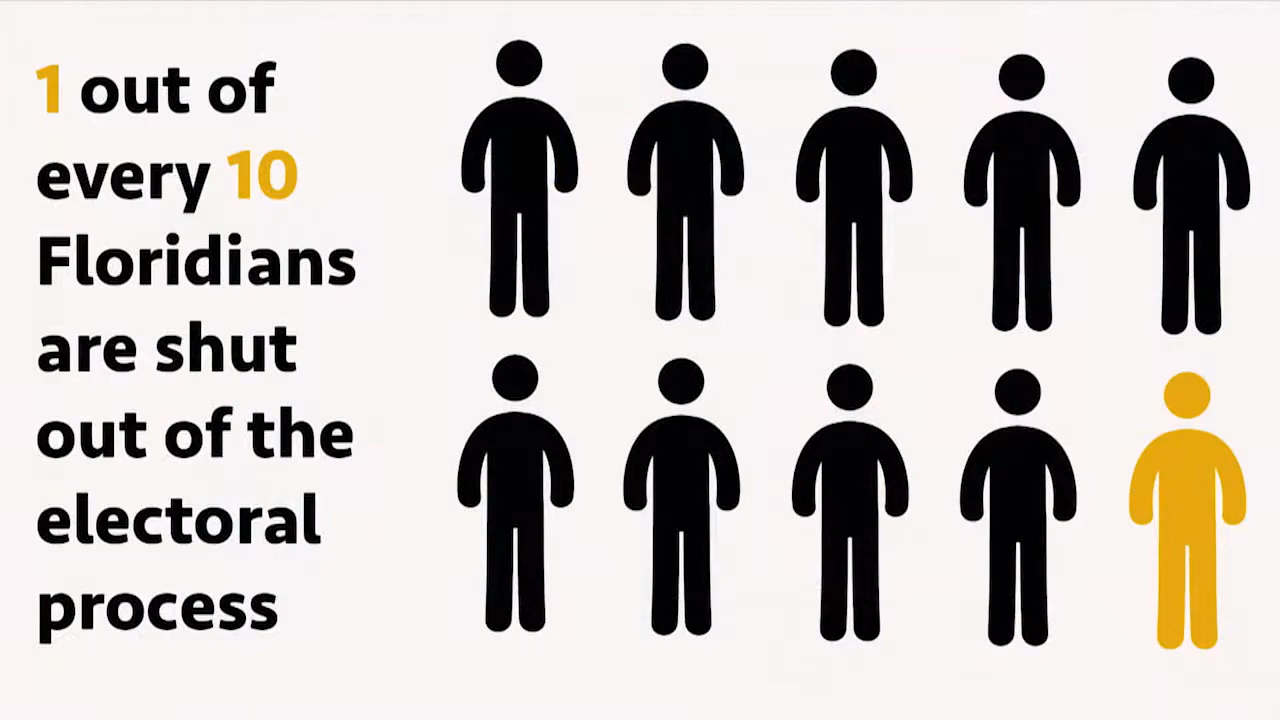 1 out of
every 10
Floridians
are shut
out of the
electoral
process